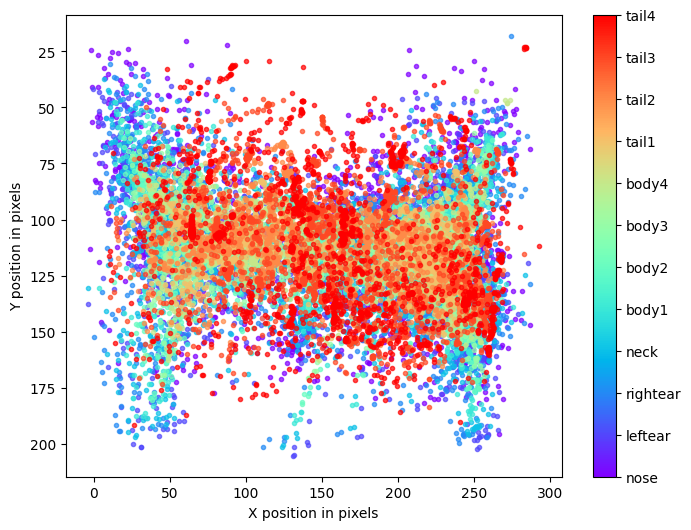 25
50
75
100
125
150
175
200
Y position in pixels
0
50
100
150
200
250
300
X position in pixels
tail4
tail3
tail2
tail1
body4
body3
body2
body1
neck
rightear
leftear
nose